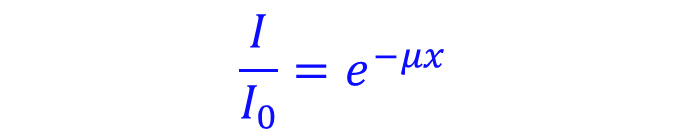 I/I₀ = e^{−μx}